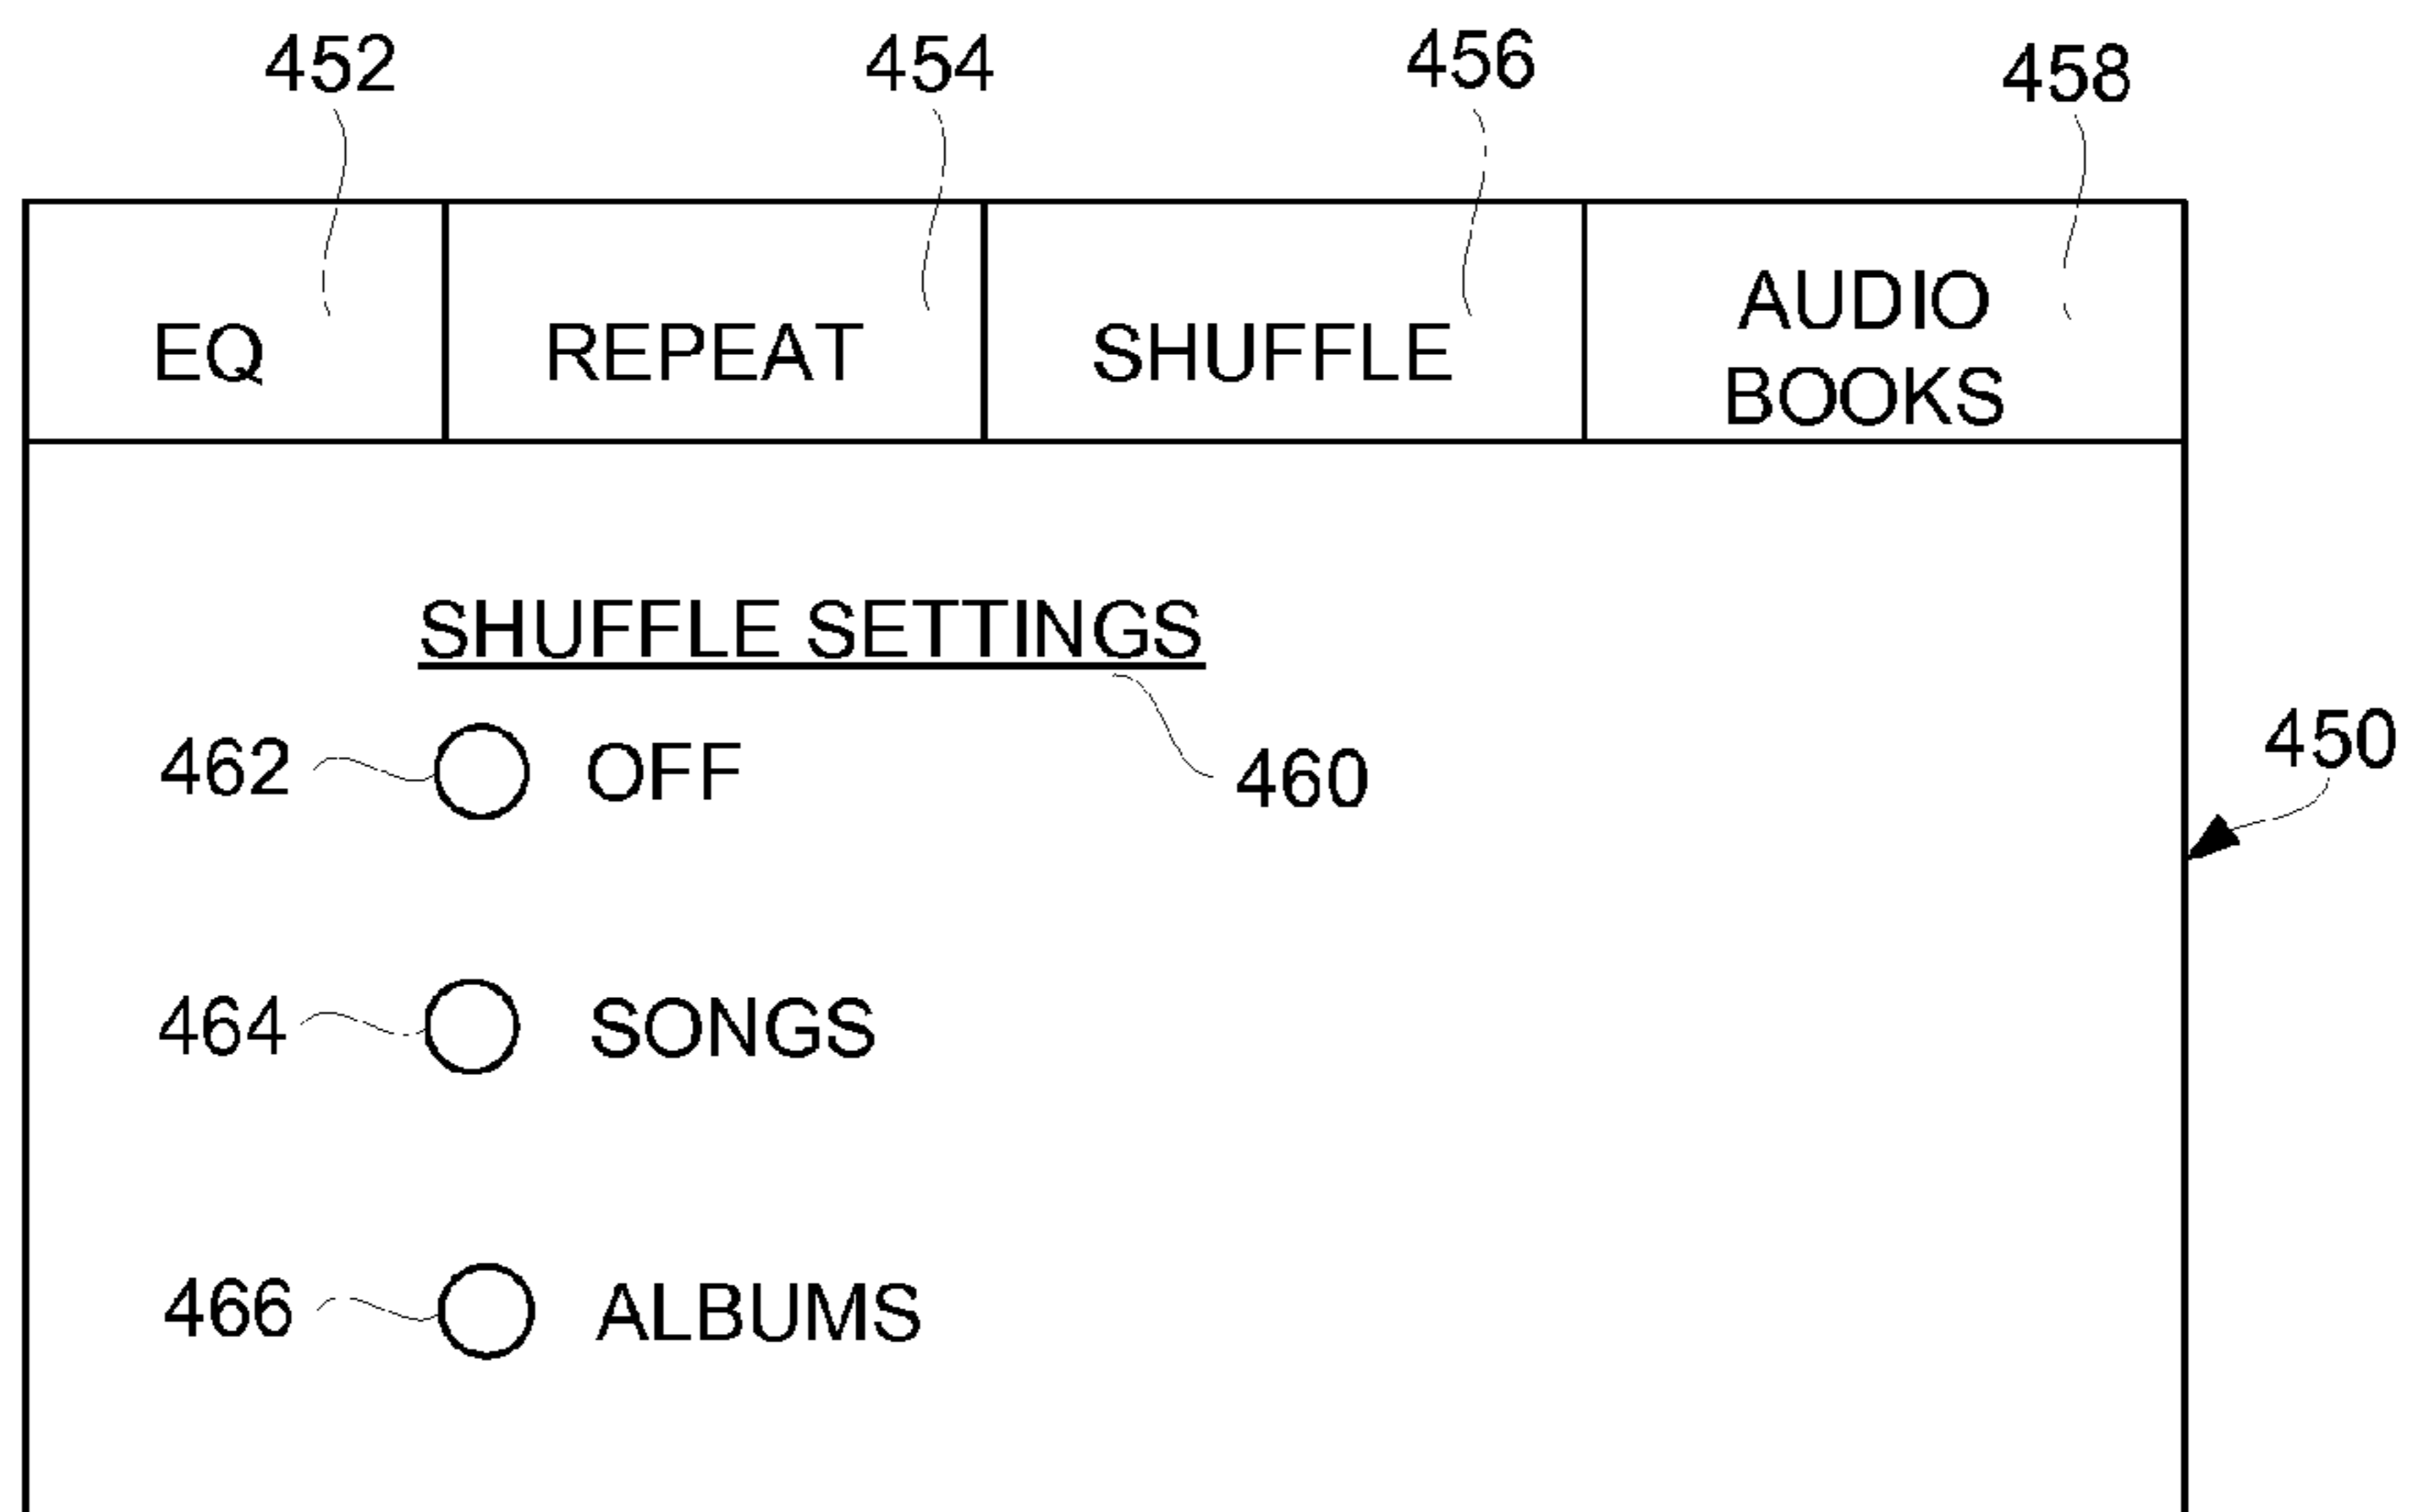 452 454 456 458
EQ REPEAT SHUFFLE AUDIO
BOOKS
SHUFFLE SETTINGS
450
462 OFF 460
464 SONGS
466 ALBUMS